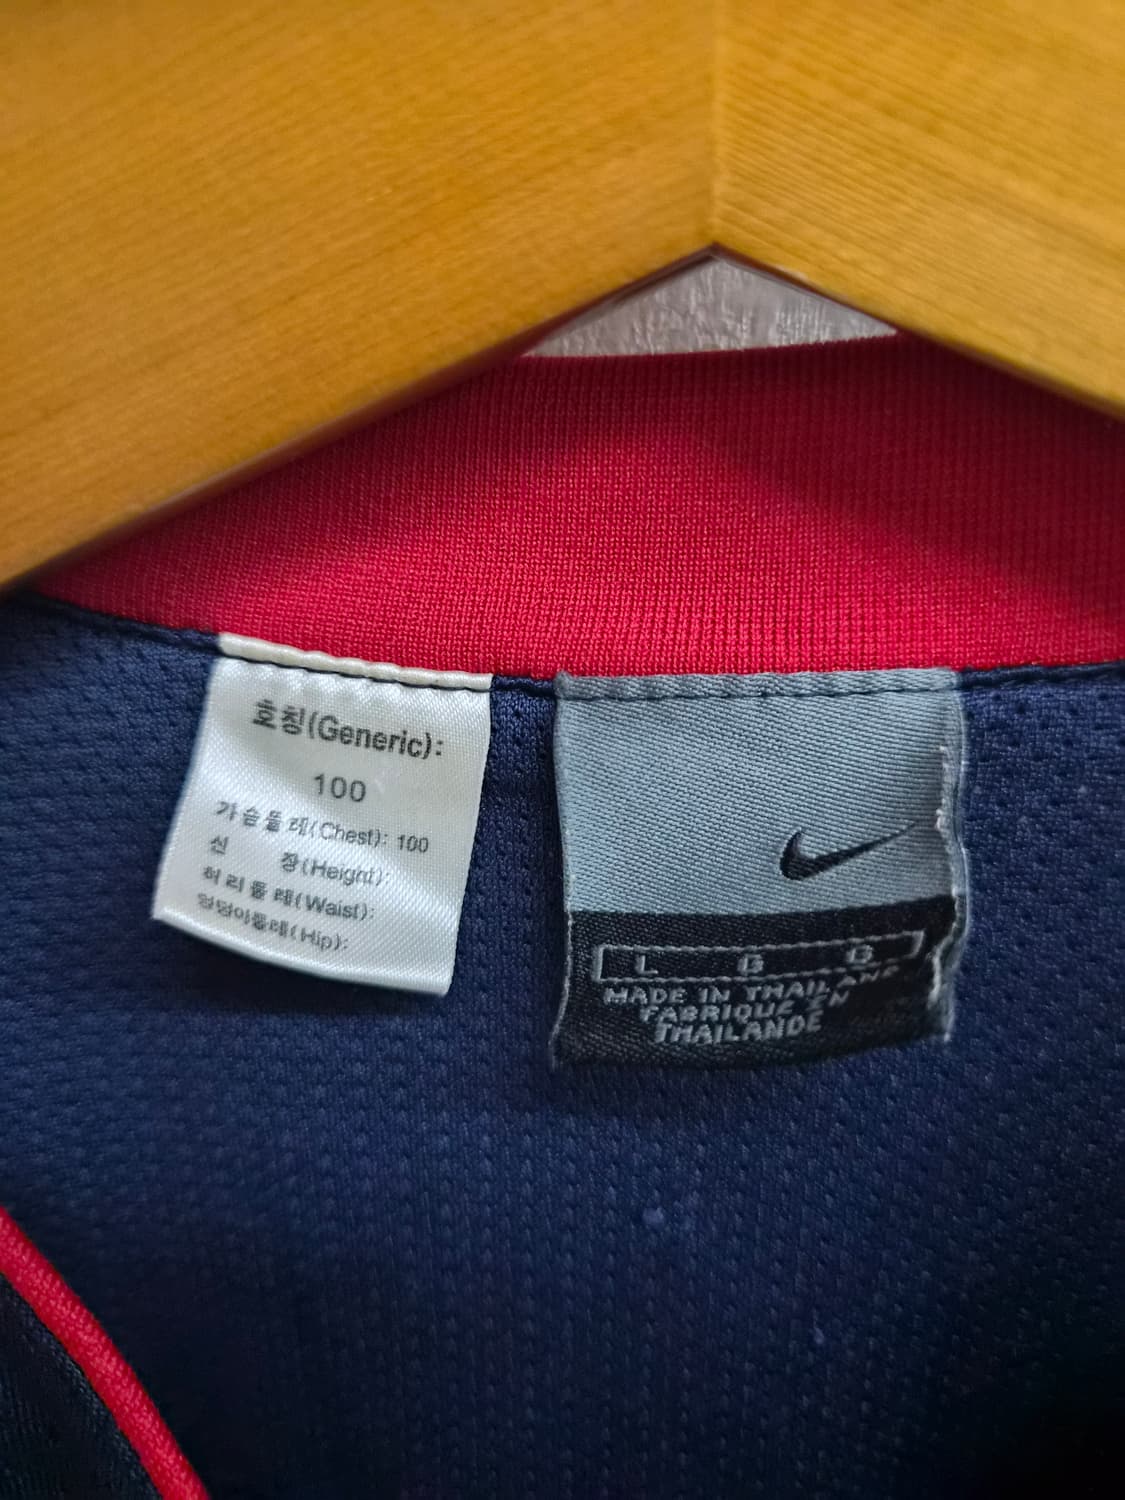 호칭(Generic):
100
가슴둘레(Chest): 100
신 장(Height):
허리둘레(Waist):
엉덩이둘레(Hip):
L G G
MADE IN THAILAND
FABRIQUE EN
THAILANDE